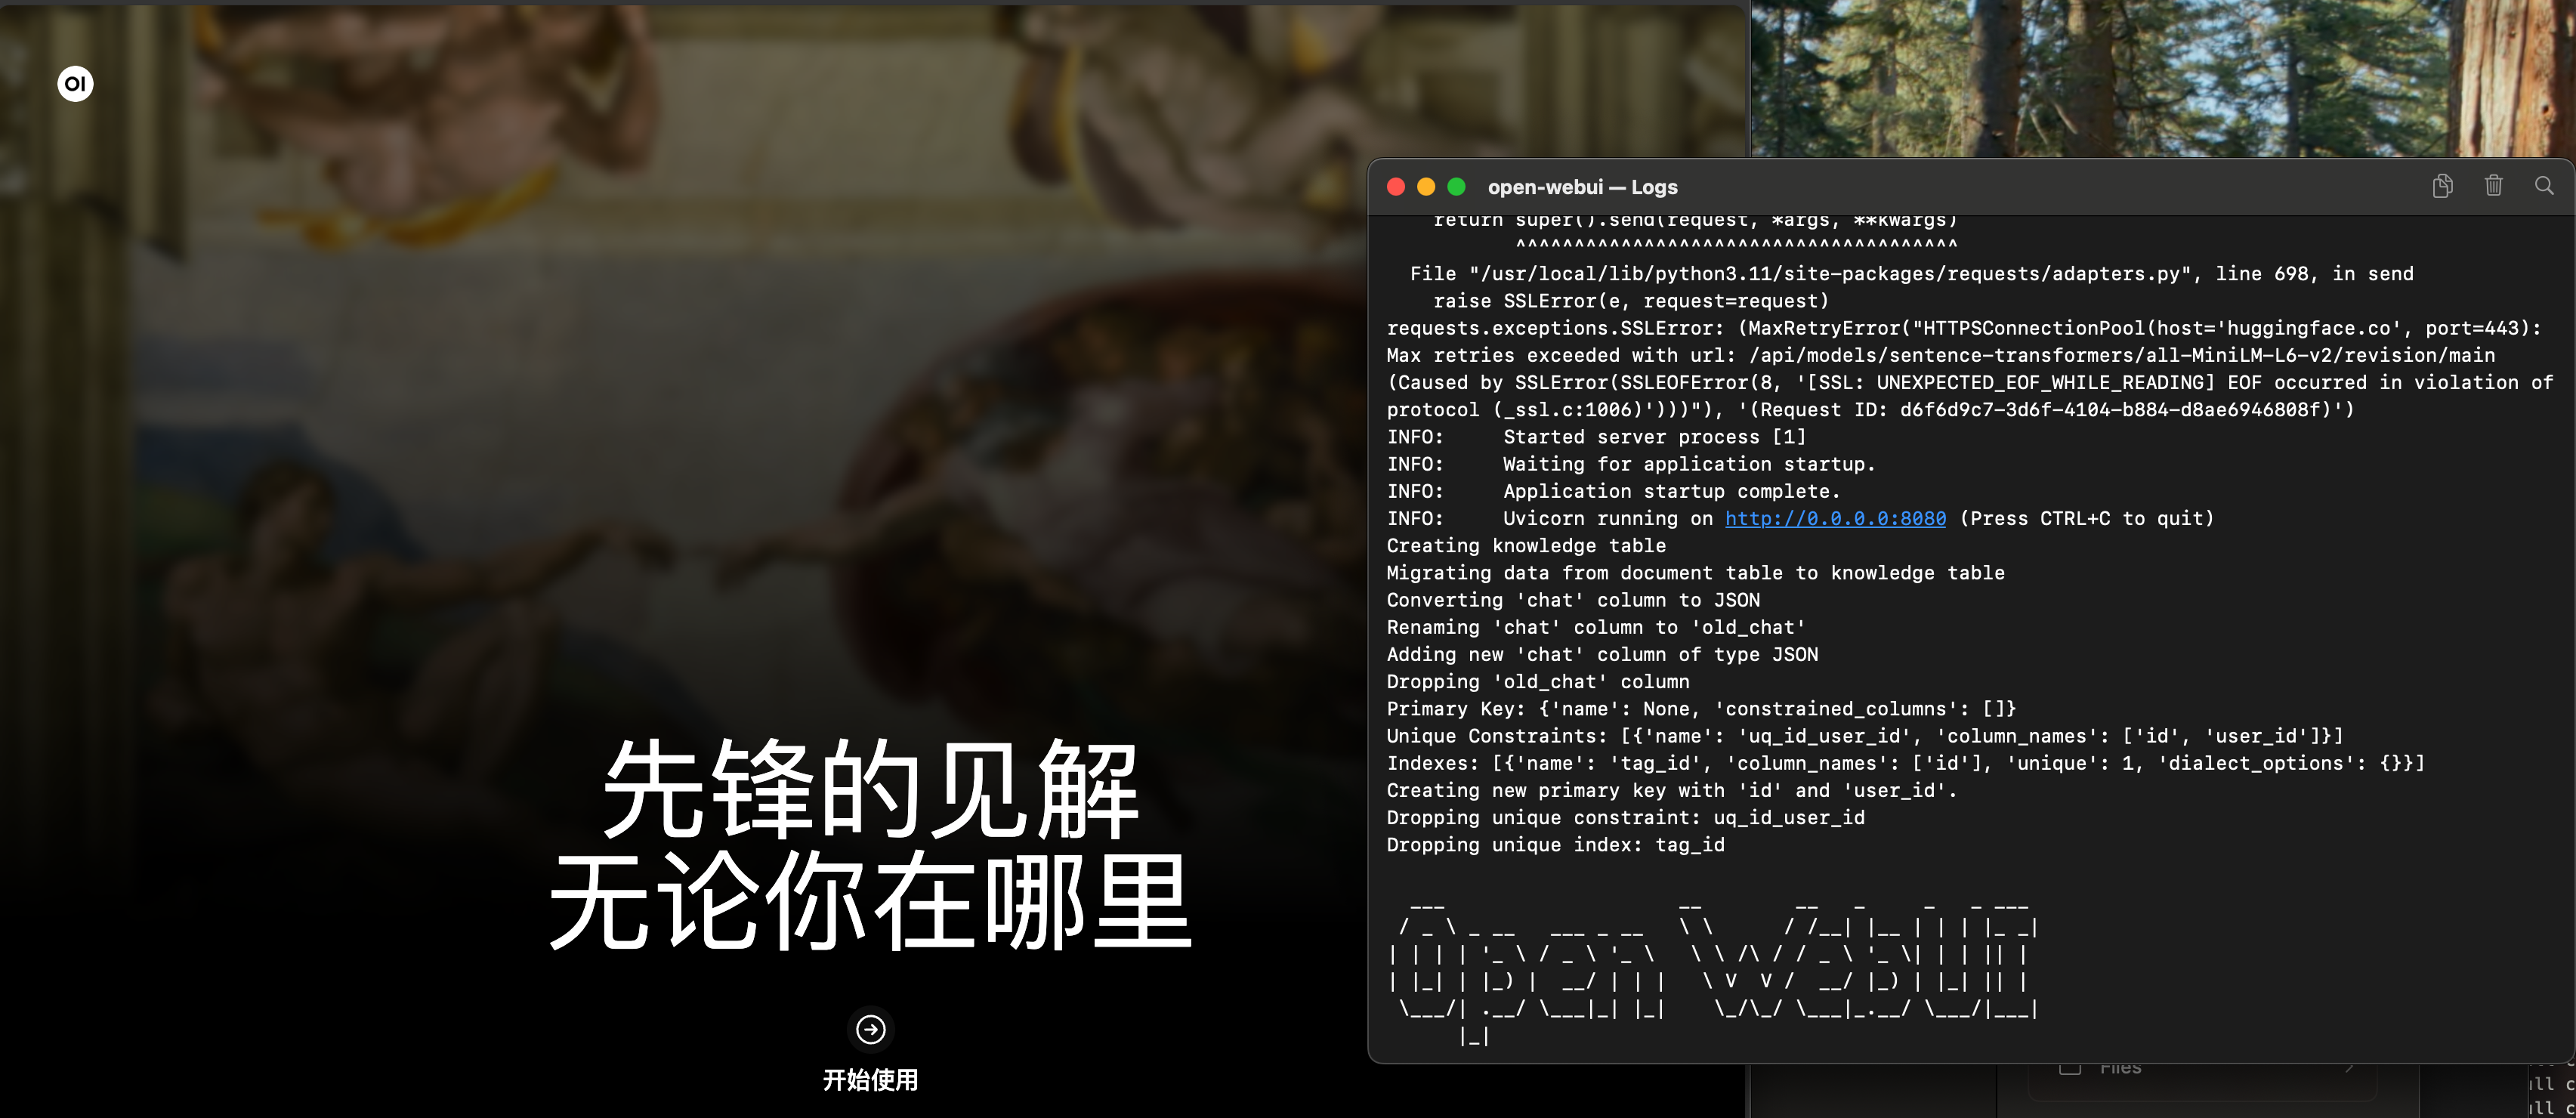 OI
先锋的见解
无论你在哪里
开始使用
open-webui — Logs
return super().send(request, *args, **kwargs)
^^^^^^^^^^^^^^^^^^^^^^^^^^^^^^^^^^^^^^
File "/usr/local/lib/python3.11/site-packages/requests/adapters.py", line 698, in send
raise SSLError(e, request=request)
requests.exceptions.SSLError: (MaxRetryError("HTTPSConnectionPool(host='huggingface.co', port=443):
Max retries exceeded with url: /api/models/sentence-transformers/all-MiniLM-L6-v2/revision/main
(Caused by SSLError(SSLEOFError(8, '[SSL: UNEXPECTED_EOF_WHILE_READING] EOF occurred in violation of
protocol (_ssl.c:1006)')))"), '(Request ID: d6f6d9c7-3d6f-4104-b884-d8ae6946808f)')
INFO:     Started server process [1]
INFO:     Waiting for application startup.
INFO:     Application startup complete.
INFO:     Uvicorn running on http://0.0.0.0:8080 (Press CTRL+C to quit)
Creating knowledge table
Migrating data from document table to knowledge table
Converting 'chat' column to JSON
Renaming 'chat' column to 'old_chat'
Adding new 'chat' column of type JSON
Dropping 'old_chat' column
Primary Key: {'name': None, 'constrained_columns': []}
Unique Constraints: [{'name': 'uq_id_user_id', 'column_names': ['id', 'user_id']}]
Indexes: [{'name': 'tag_id', 'column_names': ['id'], 'unique': 1, 'dialect_options': {}}]
Creating new primary key with 'id' and 'user_id'.
Dropping unique constraint: uq_id_user_id
Dropping unique index: tag_id
Open WebUI
Files